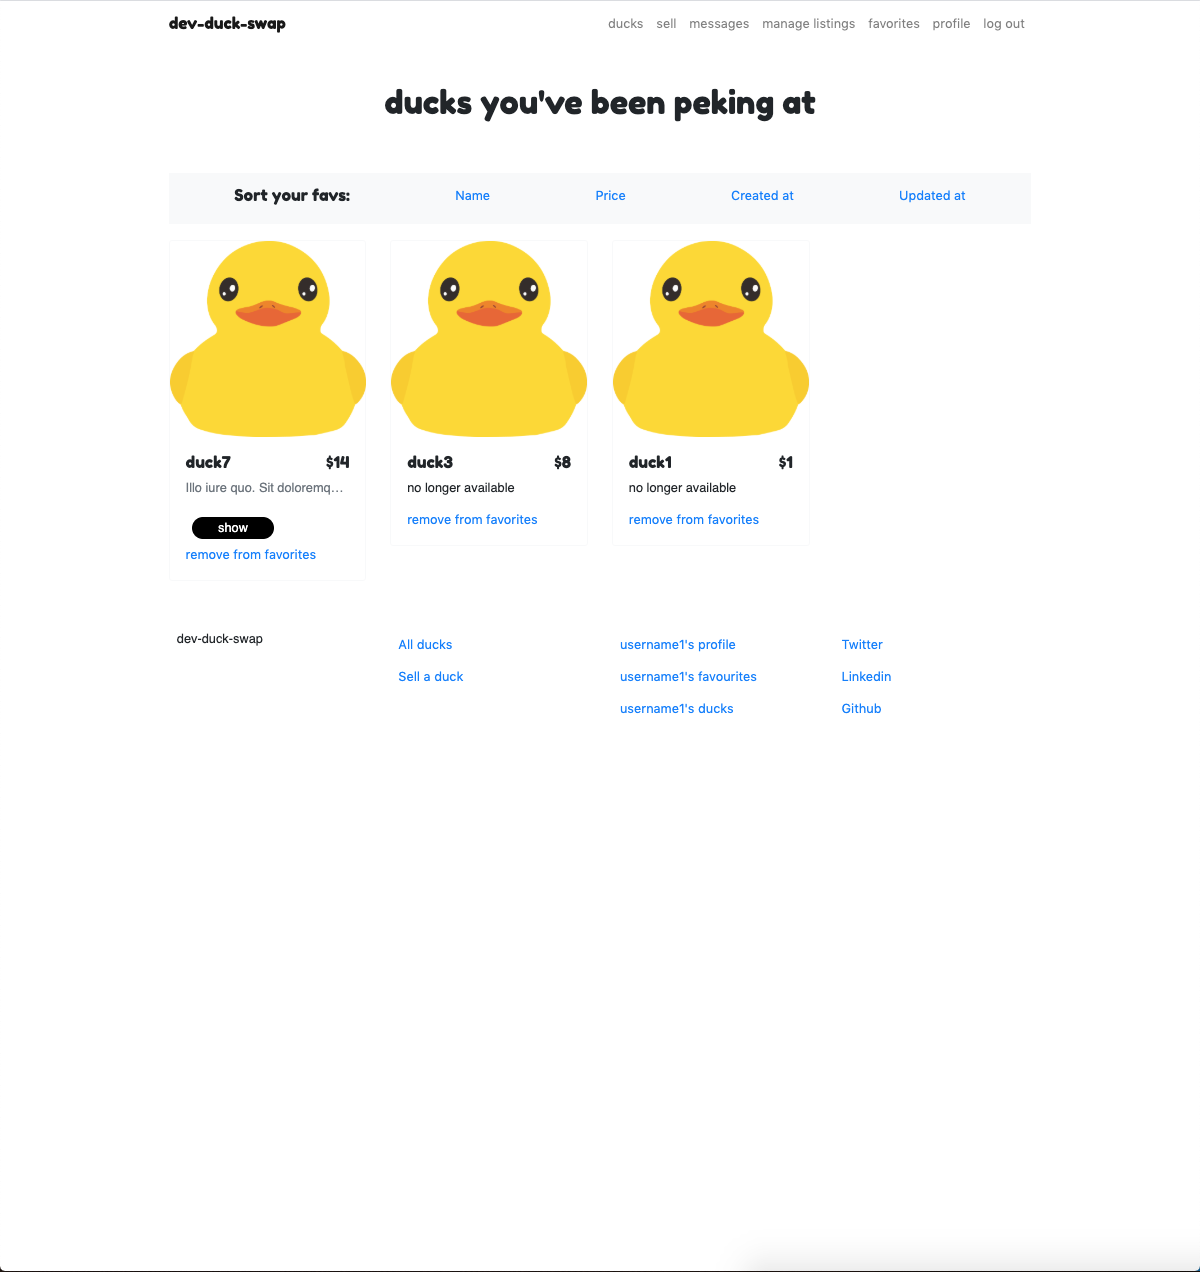 dev-duck-swap
ducks sell messages manage listings favorites profile log out
ducks you've been peking at
Sort your favs: Name Price Created at Updated at
duck7 $14
Illo iure quo. Sit doloremq...
show
remove from favorites
duck3 $8
no longer available
remove from favorites
duck1 $1
no longer available
remove from favorites
dev-duck-swap
All ducks
Sell a duck
username1's profile
username1's favourites
username1's ducks
Twitter
Linkedin
Github